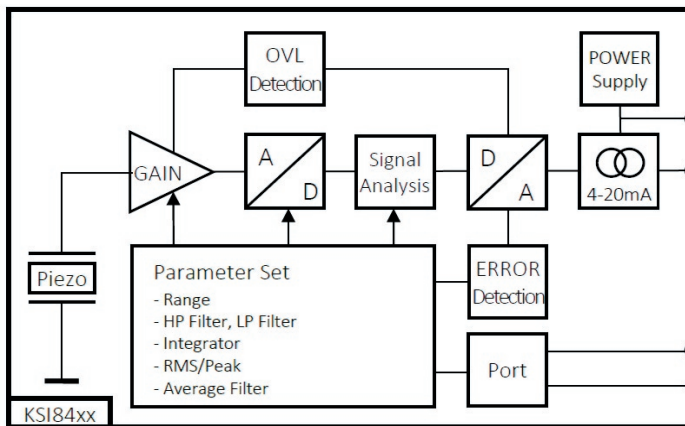 OVL
Detection
POWER
Supply
GAIN
A
D
Signal
Analysis
D
A
4-20mA
Piezo
Parameter Set
- Range
- HP Filter, LP Filter
- Integrator
- RMS/Peak
- Average Filter
ERROR
Detection
Port
KSI84xx